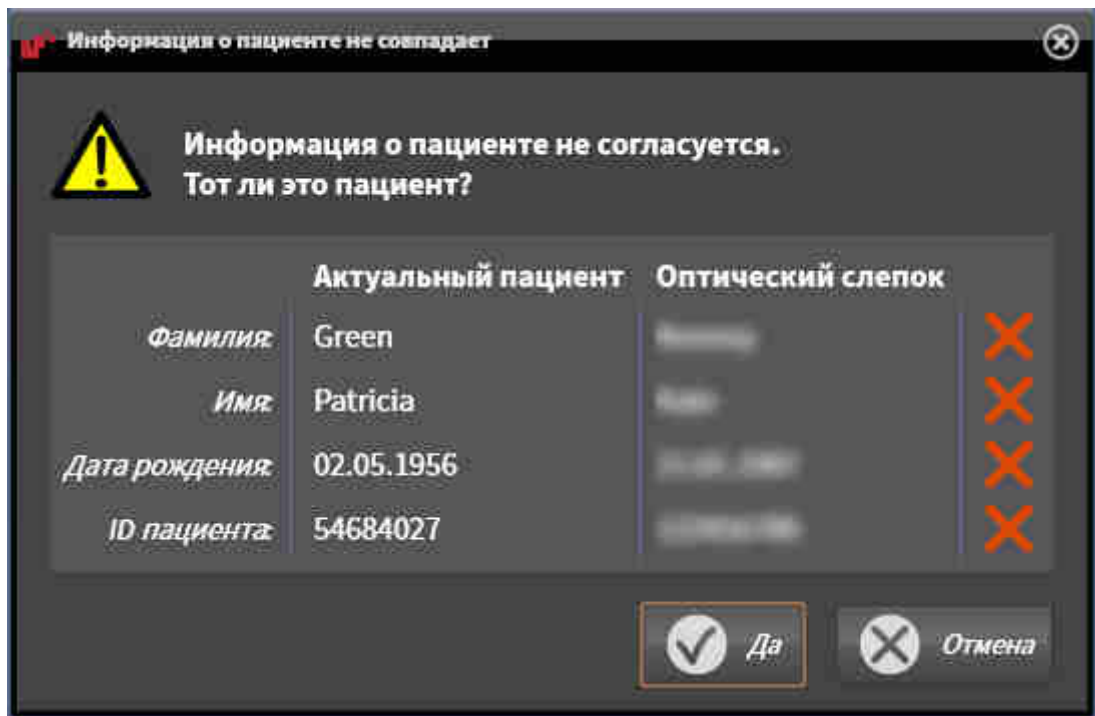 Информация о пациенте не совпадает
Информация о пациенте не согласуется.
Тот ли это пациент?
Актуальный пациент Оптический слепок
Фамилия: Green
Имя: Patricia
Дата рождения: 02.05.1956
ID пациента: 54684027
Да Отмена